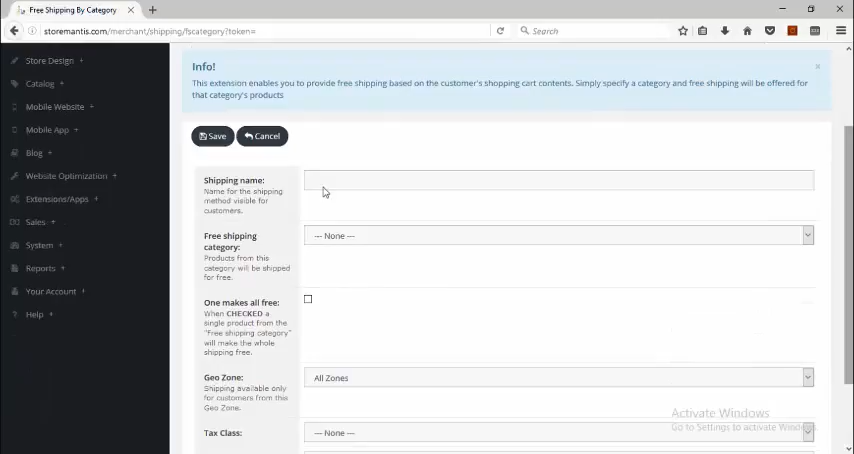 Free Shipping By Category
storemantis.com/merchant/shipping/fscategory?token=
Search
Store Design +
Catalog +
Mobile Website +
Mobile App +
Blog +
Website Optimization +
Extensions/Apps +
Sales +
System +
Reports +
Your Account +
Help +
Info!
This extension enables you to provide free shipping based on the customer's shopping cart contents. Simply specify a category and free shipping will be offered for
that category's products
Save
Cancel
Shipping name:
Name for the shipping
method visible for
customers.
Free shipping
category:
Products from this
category will be shipped
for free.
--- None ---
One makes all free:
When CHECKED a
single product from the
"Free shipping category"
will make the whole
shipping free.
Geo Zone:
Shipping available only
for customers from this
Geo Zone.
All Zones
Tax Class:
--- None ---
Activate Windows
Go to Settings to activate Windows.